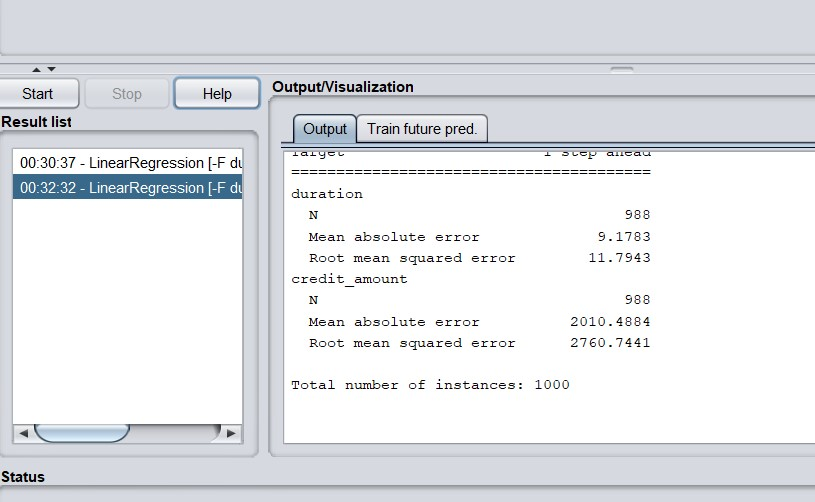 Start Stop Help
Result list
00:30:37 - LinearRegression [-F du
00:32:32 - LinearRegression [-F du
Output/Visualization
Output Train future pred.
Target 1 step ahead
=========================================
duration
N 988
Mean absolute error 9.1783
Root mean squared error 11.7943
credit_amount
N 988
Mean absolute error 2010.4884
Root mean squared error 2760.7441
Total number of instances: 1000
Status